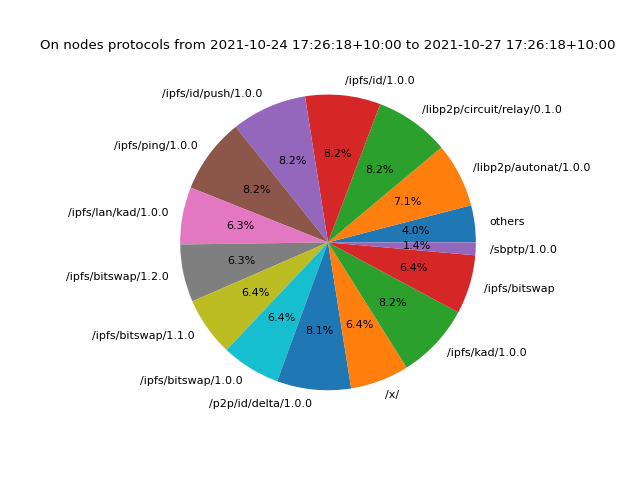 On nodes protocols from 2021-10-24 17:26:18+10:00 to 2021-10-27 17:26:18+10:00
/ipfs/id/1.0.0
/ipfs/id/push/1.0.0
/libp2p/circuit/relay/0.1.0
/ipfs/ping/1.0.0
/libp2p/autonat/1.0.0
/ipfs/lan/kad/1.0.0
others
/sbptp/1.0.0
/ipfs/bitswap/1.2.0
/ipfs/bitswap
/ipfs/bitswap/1.1.0
/ipfs/kad/1.0.0
/ipfs/bitswap/1.0.0
/x/
/p2p/id/delta/1.0.0
8.2%
8.2%
8.2%
8.2%
7.1%
6.3%
4.0%
1.4%
6.3%
6.4%
6.4%
8.2%
6.4%
6.4%
8.1%